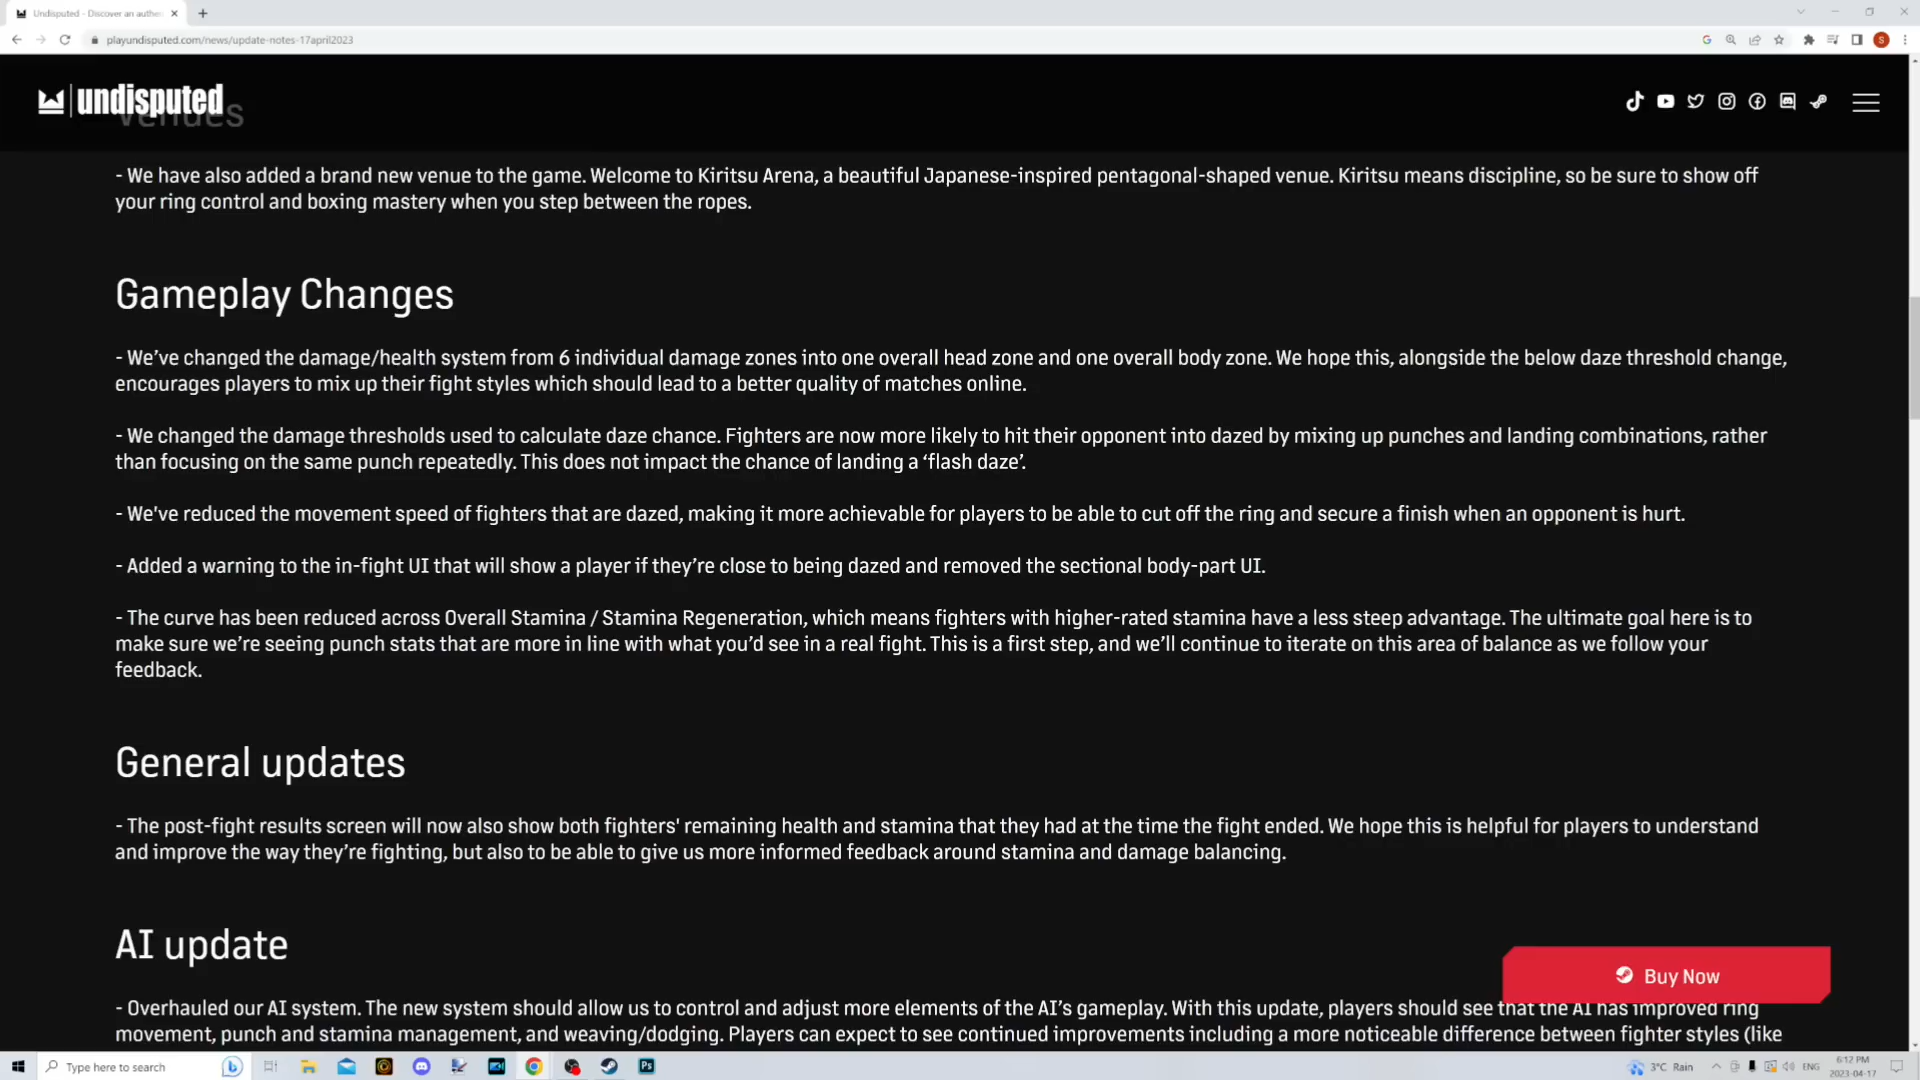 Undisputed - Discover an authen
playundisputed.com/news/update-notes-17april2023
undisputed
venues
- We have also added a brand new venue to the game. Welcome to Kiritsu Arena, a beautiful Japanese-inspired pentagonal-shaped venue. Kiritsu means discipline, so be sure to show off
your ring control and boxing mastery when you step between the ropes.
Gameplay Changes
- We’ve changed the damage/health system from 6 individual damage zones into one overall head zone and one overall body zone. We hope this, alongside the below daze threshold change,
encourages players to mix up their fight styles which should lead to a better quality of matches online.
- We changed the damage thresholds used to calculate daze chance. Fighters are now more likely to hit their opponent into dazed by mixing up punches and landing combinations, rather
than focusing on the same punch repeatedly. This does not impact the chance of landing a ‘flash daze’.
- We've reduced the movement speed of fighters that are dazed, making it more achievable for players to be able to cut off the ring and secure a finish when an opponent is hurt.
- Added a warning to the in-fight UI that will show a player if they’re close to being dazed and removed the sectional body-part UI.
- The curve has been reduced across Overall Stamina / Stamina Regeneration, which means fighters with higher-rated stamina have a less steep advantage. The ultimate goal here is to
make sure we’re seeing punch stats that are more in line with what you’d see in a real fight. This is a first step, and we’ll continue to iterate on this area of balance as we follow your
feedback.
General updates
- The post-fight results screen will now also show both fighters' remaining health and stamina that they had at the time the fight ended. We hope this is helpful for players to understand
and improve the way they’re fighting, but also to be able to give us more informed feedback around stamina and damage balancing.
AI update
Buy Now
- Overhauled our AI system. The new system should allow us to control and adjust more elements of the AI’s gameplay. With this update, players should see that the AI has improved ring
movement, punch and stamina management, and weaving/dodging. Players can expect to see continued improvements including a more noticeable difference between fighter styles (like
Type here to search
3°C Rain
ENG
6:12 PM
2023-04-17